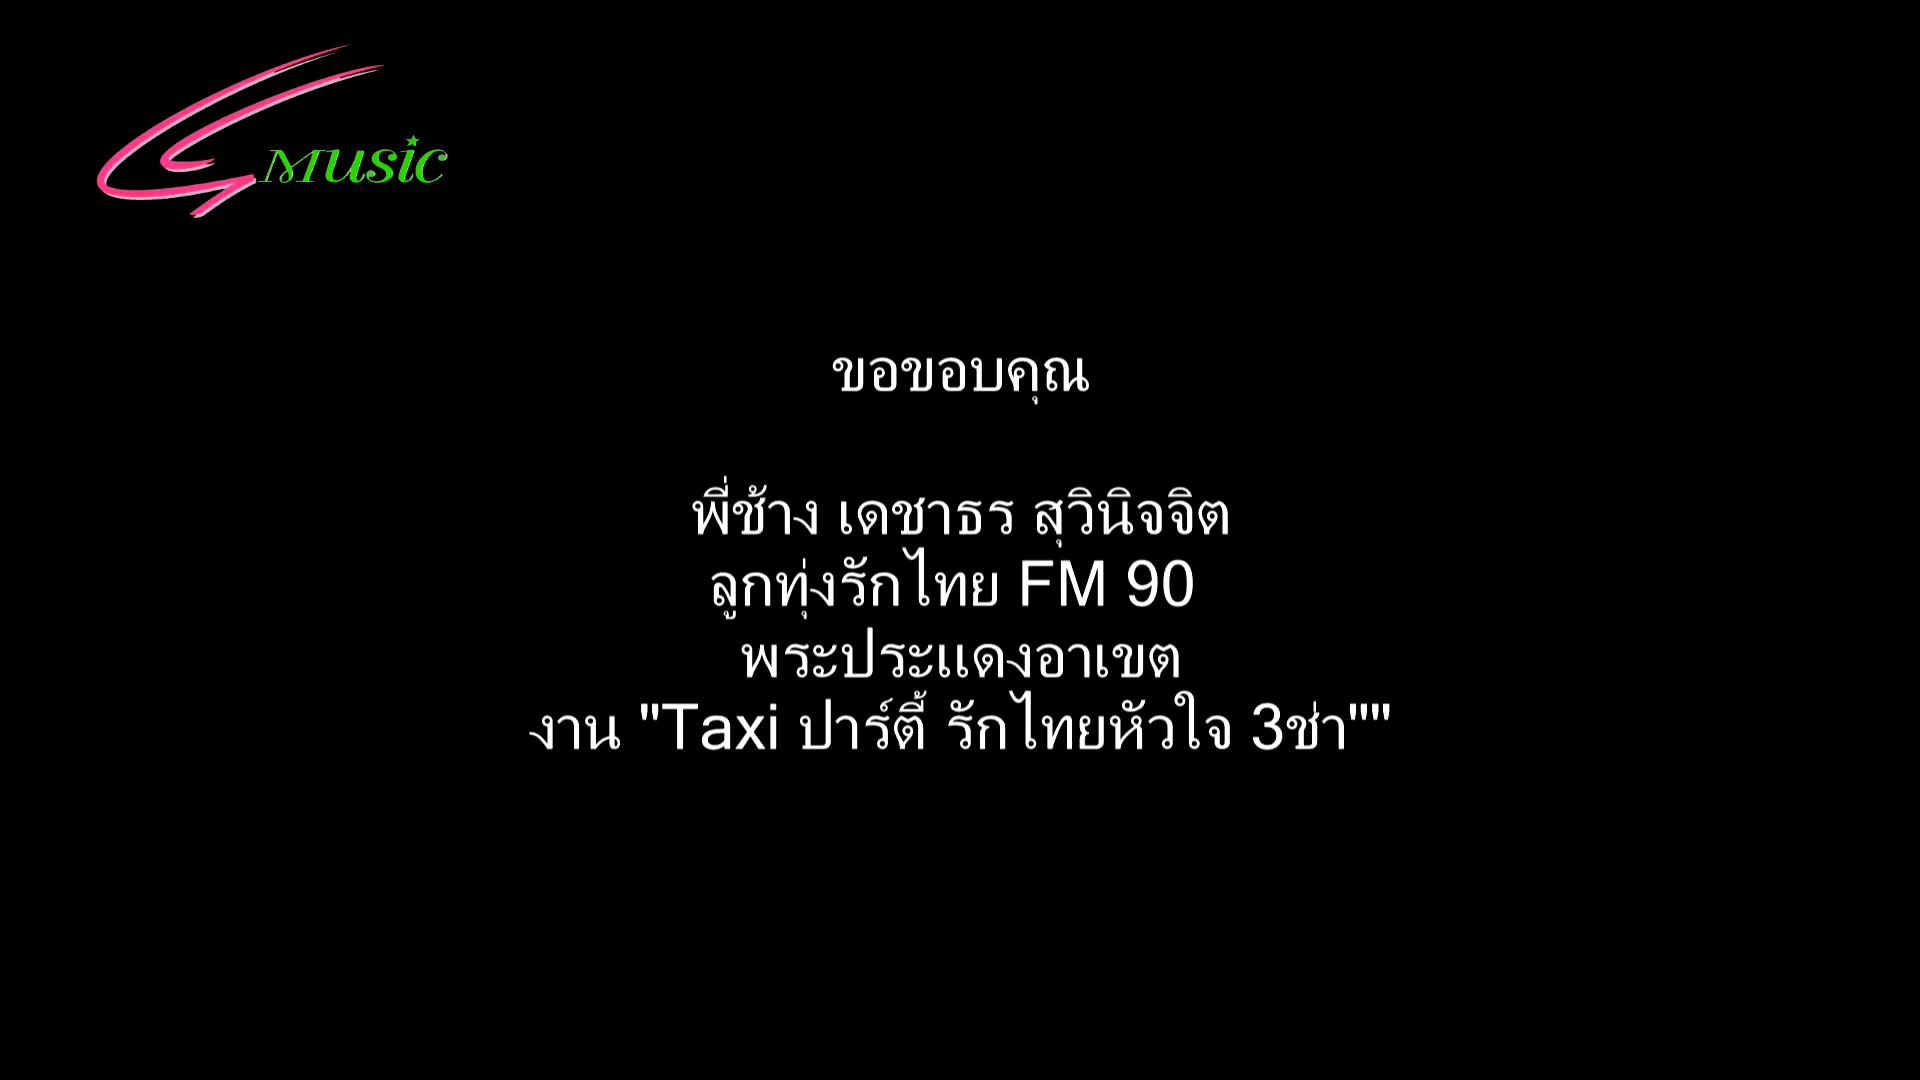 MUSIC
ขอขอบคุณ
พี่ช้าง เดชาธร สุวินิจจิต
ลูกทุ่งรักไทย FM 90
พระประแดงอาเขต
งาน "Taxi ปาร์ตี้ รักไทยหัวใจ 3ช่า""